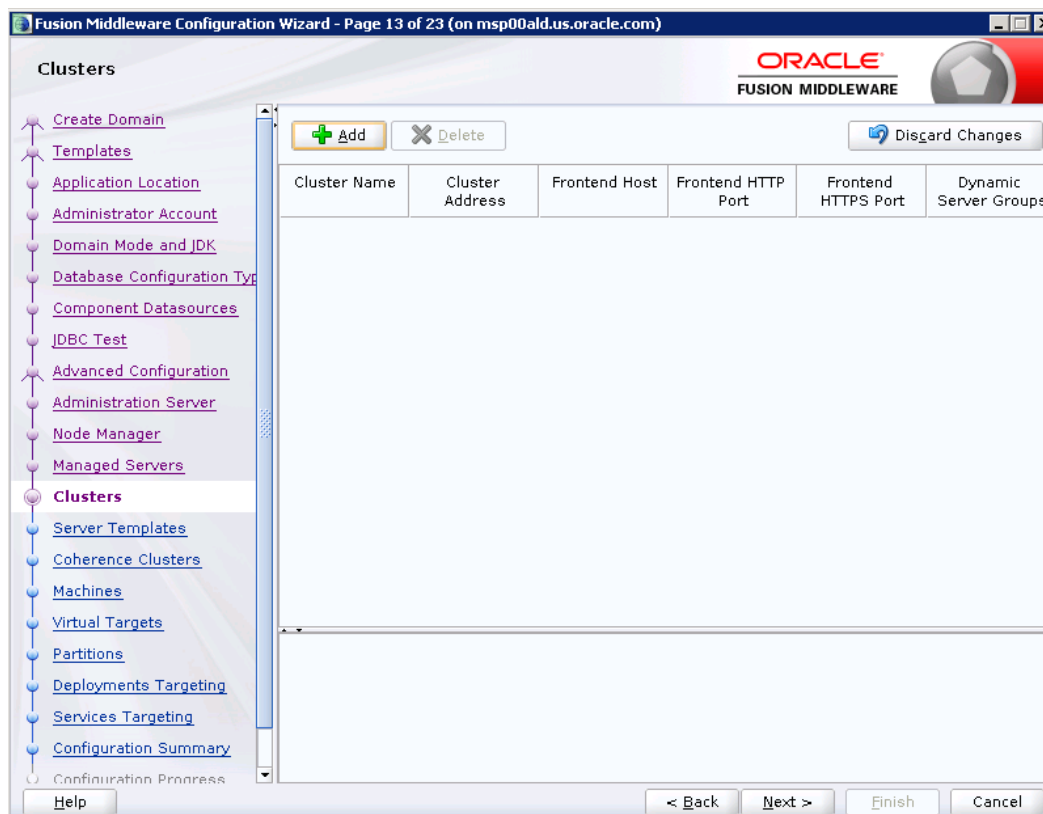 Fusion Middleware Configuration Wizard - Page 13 of 23 (on msp00ald.us.oracle.com)
Clusters
ORACLE
FUSION MIDDLEWARE
Create Domain
Templates
Application Location
Administrator Account
Domain Mode and JDK
Database Configuration Typ
Component Datasources
JDBC Test
Advanced Configuration
Administration Server
Node Manager
Managed Servers
Clusters
Server Templates
Coherence Clusters
Machines
Virtual Targets
Partitions
Deployments Targeting
Services Targeting
Configuration Summary
Configuration Progress
Add Delete Discard Changes
Cluster Name Cluster Frontend Host Frontend HTTP Frontend Dynamic
Address Port HTTPS Port Server Groups
Help < Back Next > Finish Cancel